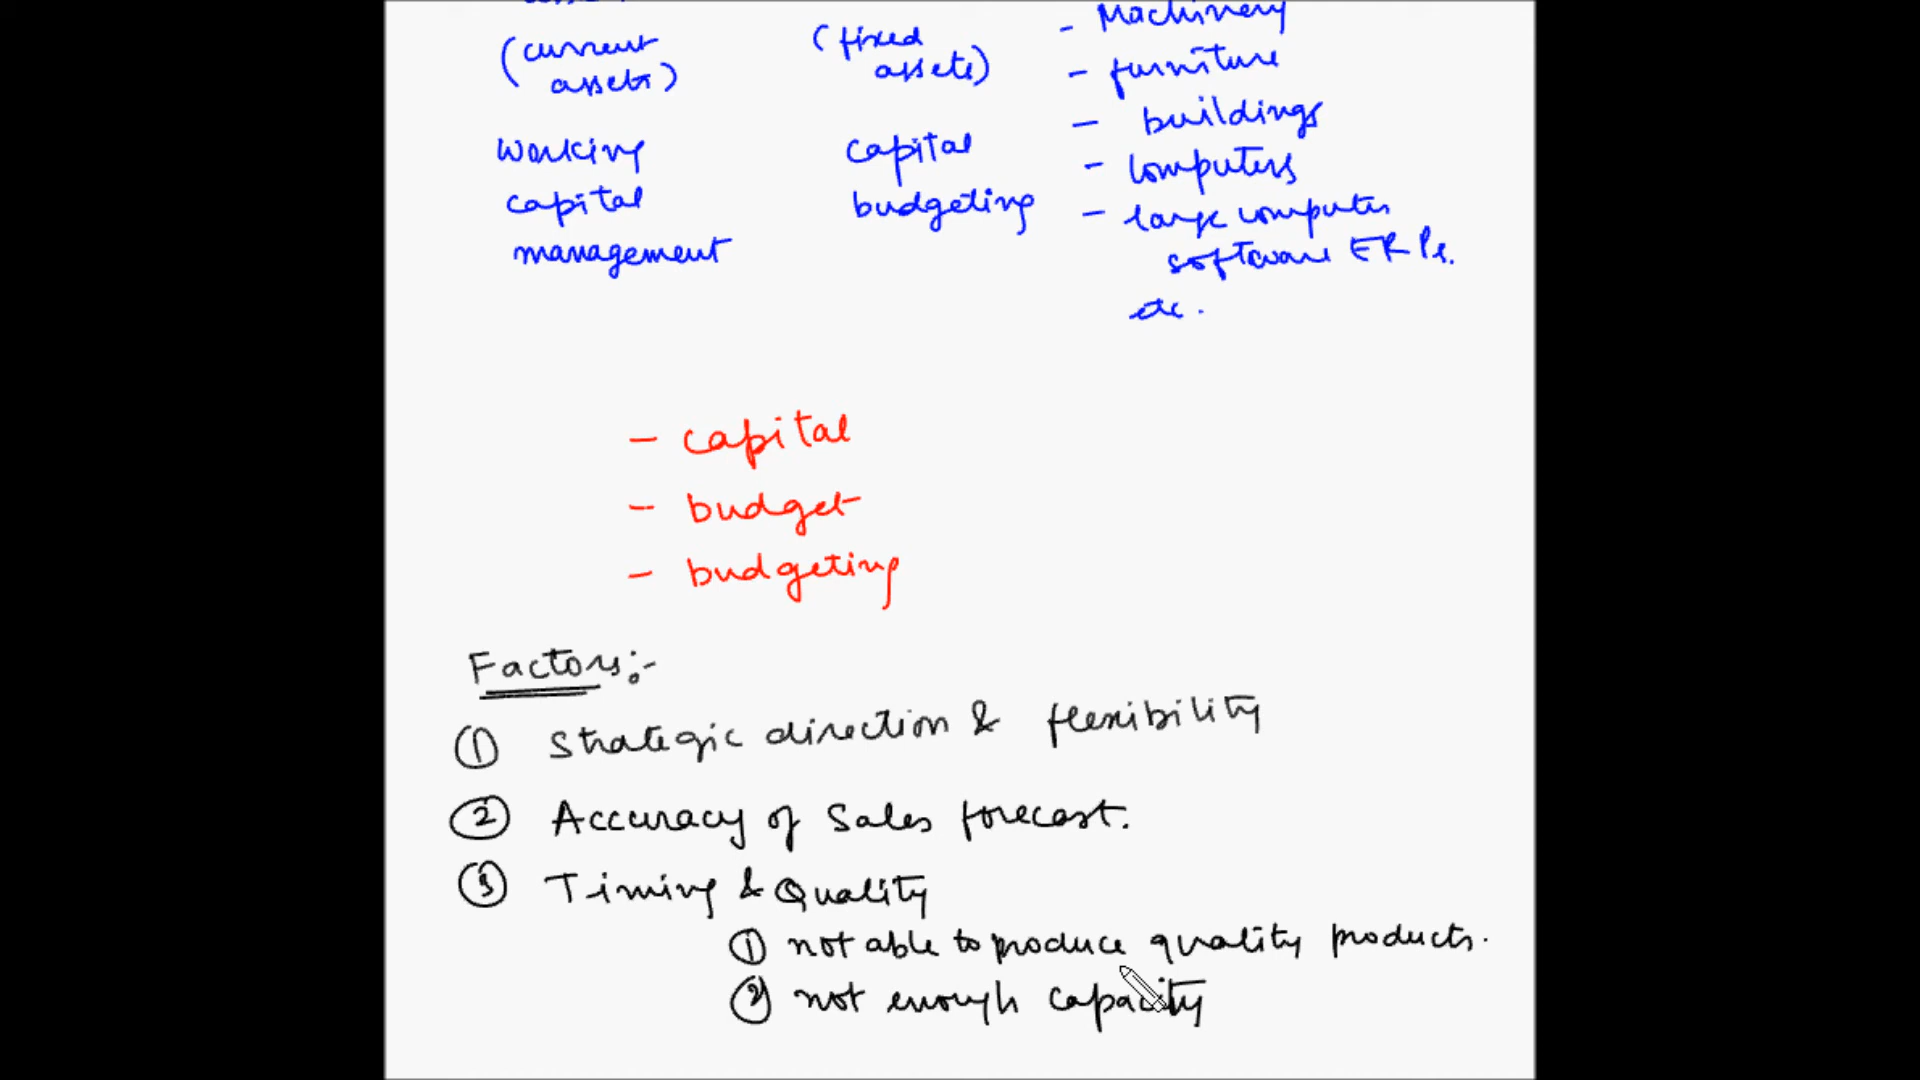 (current
assets)
working
capital
management
(fixed
assets)
capital
budgeting
- Machinery
- furniture
- buildings
- computers
- large computer
software ERPs.
etc.
- capital
- budget
- budgeting
Factors:-
① Strategic direction & flexibility
② Accuracy of Sales forecast.
③ Timing & Quality
① not able to produce quality products.
② not enough capacity